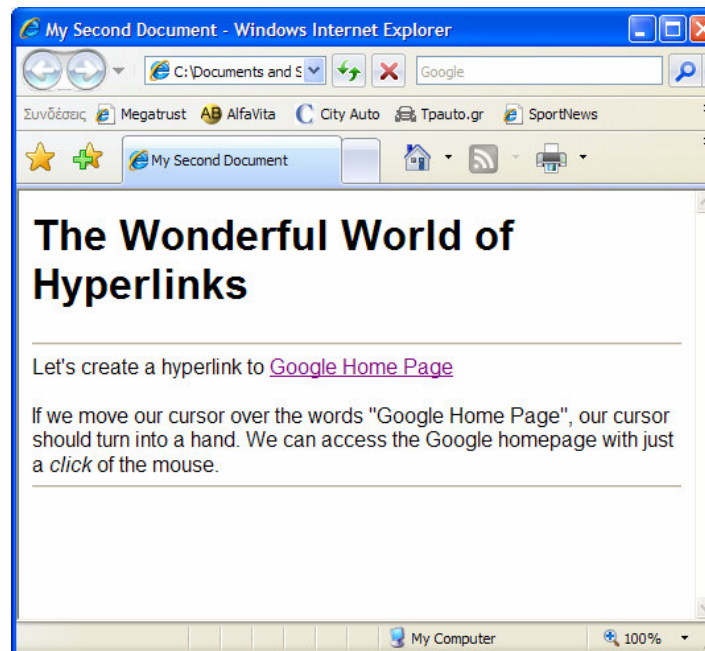 My Second Document - Windows Internet Explorer
C:\Documents and S
Google
Συνδέσεις Megatrust AlfaVita City Auto Tpauto.gr SportNews
My Second Document
The Wonderful World of
Hyperlinks
Let's create a hyperlink to Google Home Page
If we move our cursor over the words "Google Home Page", our cursor
should turn into a hand. We can access the Google homepage with just
a click of the mouse.
My Computer 100%